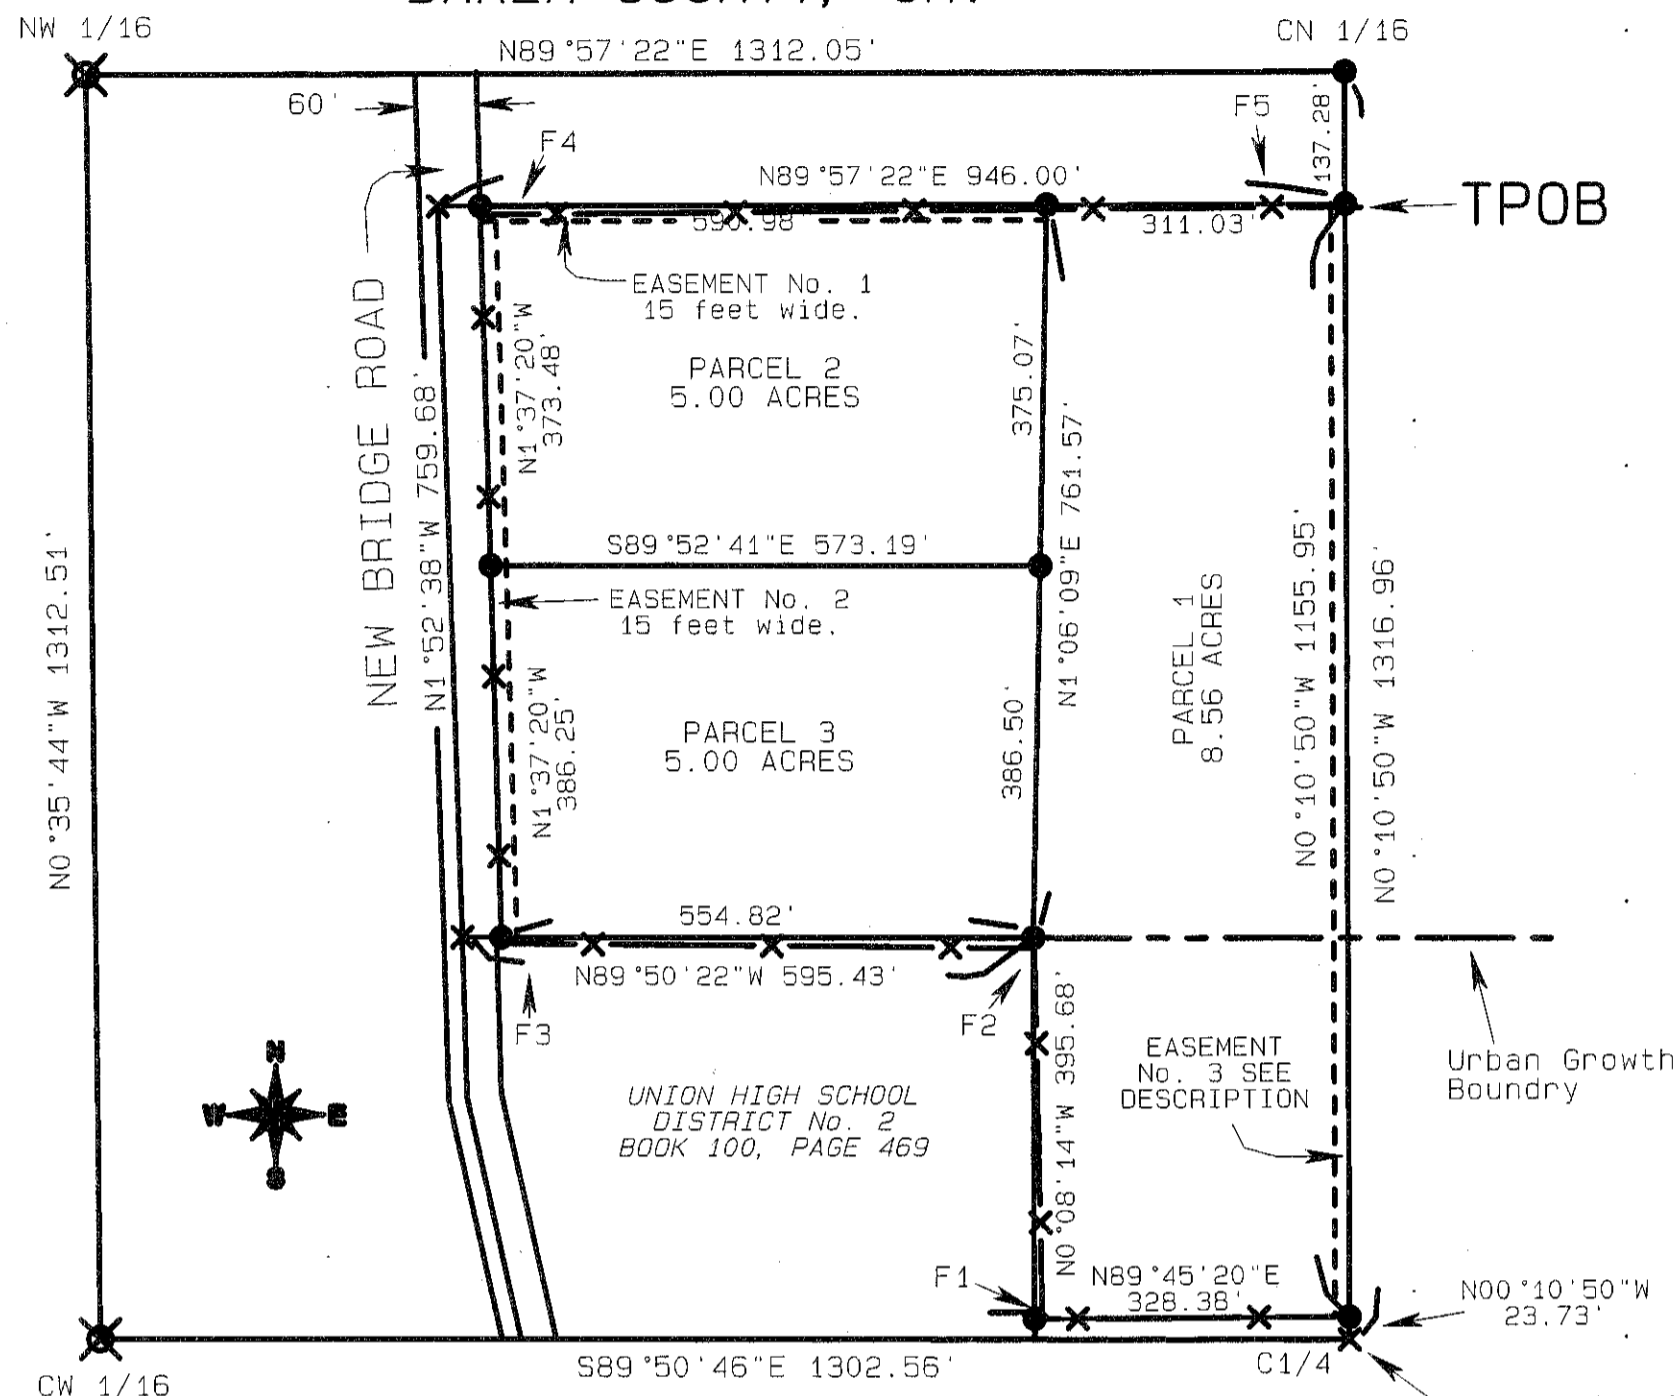 NW 1/16
CN 1/16
N89°57'22"E 1312.05'
60'
F4
F5
137.28'
N89°57'22"E 946.00'
TPOB
311.03'
EASEMENT No. 1
15 feet wide.
NEW BRIDGE ROAD
N1°52'38"W 759.68'
N1°37'20"W
373.48'
PARCEL 2
5.00 ACRES
375.07'
N1°06'09"E 761.57'
S89°52'41"E 573.19'
EASEMENT No. 2
15 feet wide.
N0°35'44"W 1312.51'
N1°37'20"W
386.25'
PARCEL 3
5.00 ACRES
386.50'
PARCEL 1
8.56 ACRES
N0°10'50"W 1155.95'
N0°10'50"W 1316.96'
554.82'
N89°50'22"W 595.43'
F3
F2
N0°08'14"W 395.68'
EASEMENT
No. 3 SEE
DESCRIPTION
Urban Growth
Boundry
N
W
E
S
UNION HIGH SCHOOL
DISTRICT No. 2
BOOK 100, PAGE 469
F1
N89°45'20"E
328.38'
N00°10'50"W
23.73'
S89°50'46"E 1302.56'
C1/4
CW 1/16